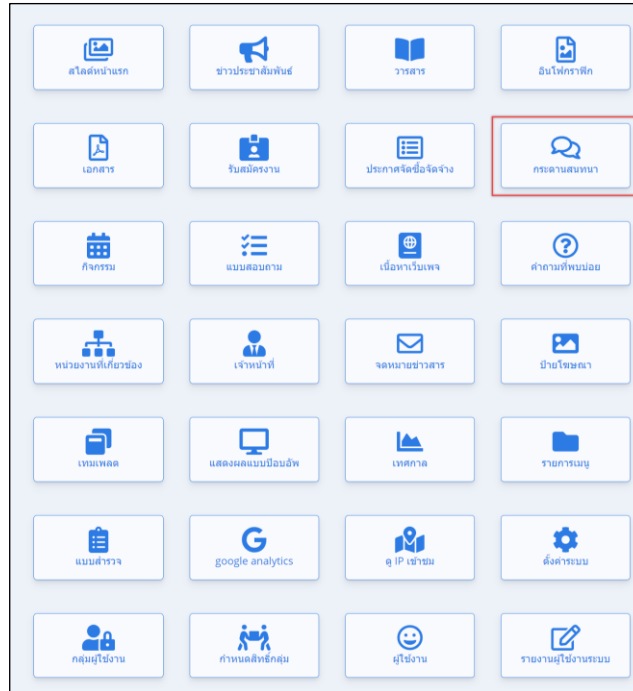 สไลด์หน้าแรก
ข่าวประชาสัมพันธ์
วารสาร
อินโฟกราฟิก
เอกสาร
รับสมัครงาน
ประกาศจัดซื้อจัดจ้าง
กระดานสนทนา
กิจกรรม
แบบสอบถาม
เนื้อหาเว็บเพจ
คำถามที่พบบ่อย
หน่วยงานที่เกี่ยวข้อง
เจ้าหน้าที่
จดหมายข่าวสาร
ป้ายโฆษณา
เทมเพลต
แสดงผลแบบป๊อบอัพ
เทศกาล
รายการเมนู
แบบสำรวจ
google analytics
ดู IP เข้าชม
ตั้งค่าระบบ
กลุ่มผู้ใช้งาน
กำหนดสิทธิ์กลุ่ม
ผู้ใช้งาน
รายงานผู้ใช้งานระบบ